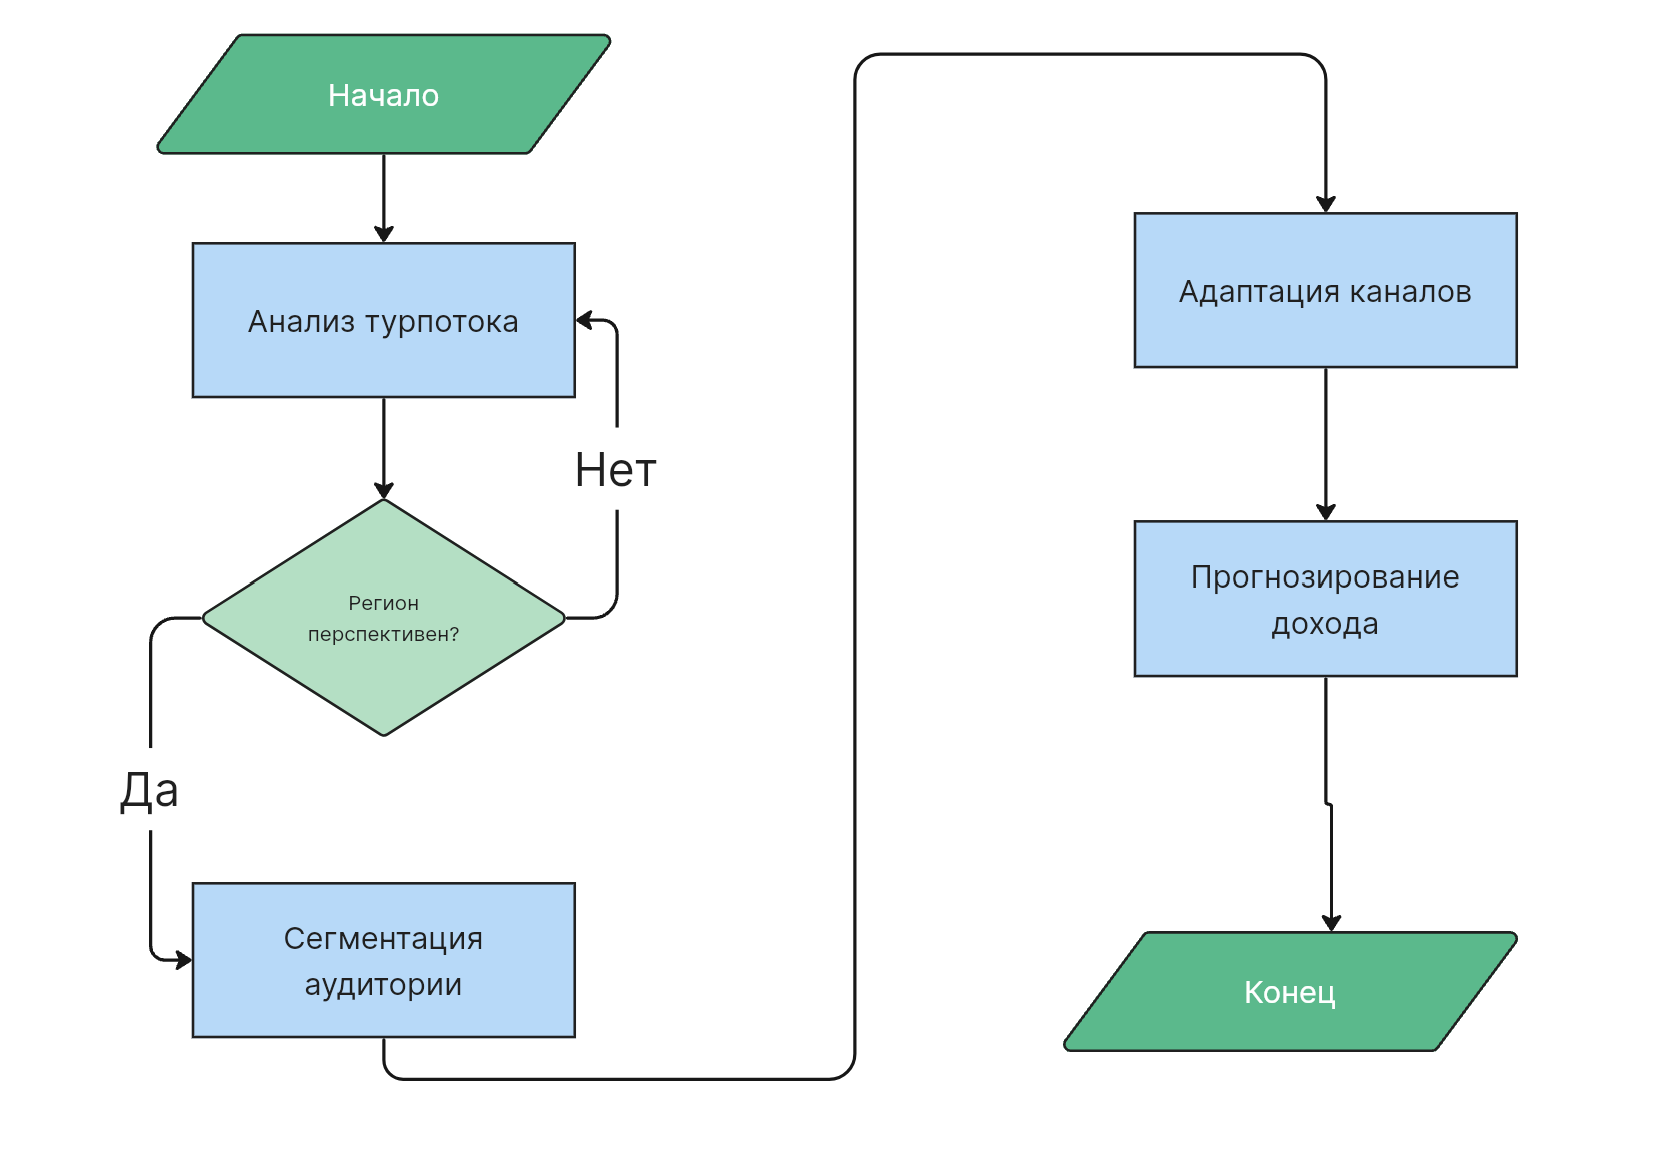 Начало
Анализ турпотока
Нет
Регион
перспективен?
Да
Сегментация
аудитории
Адаптация каналов
Прогнозирование
дохода
Конец